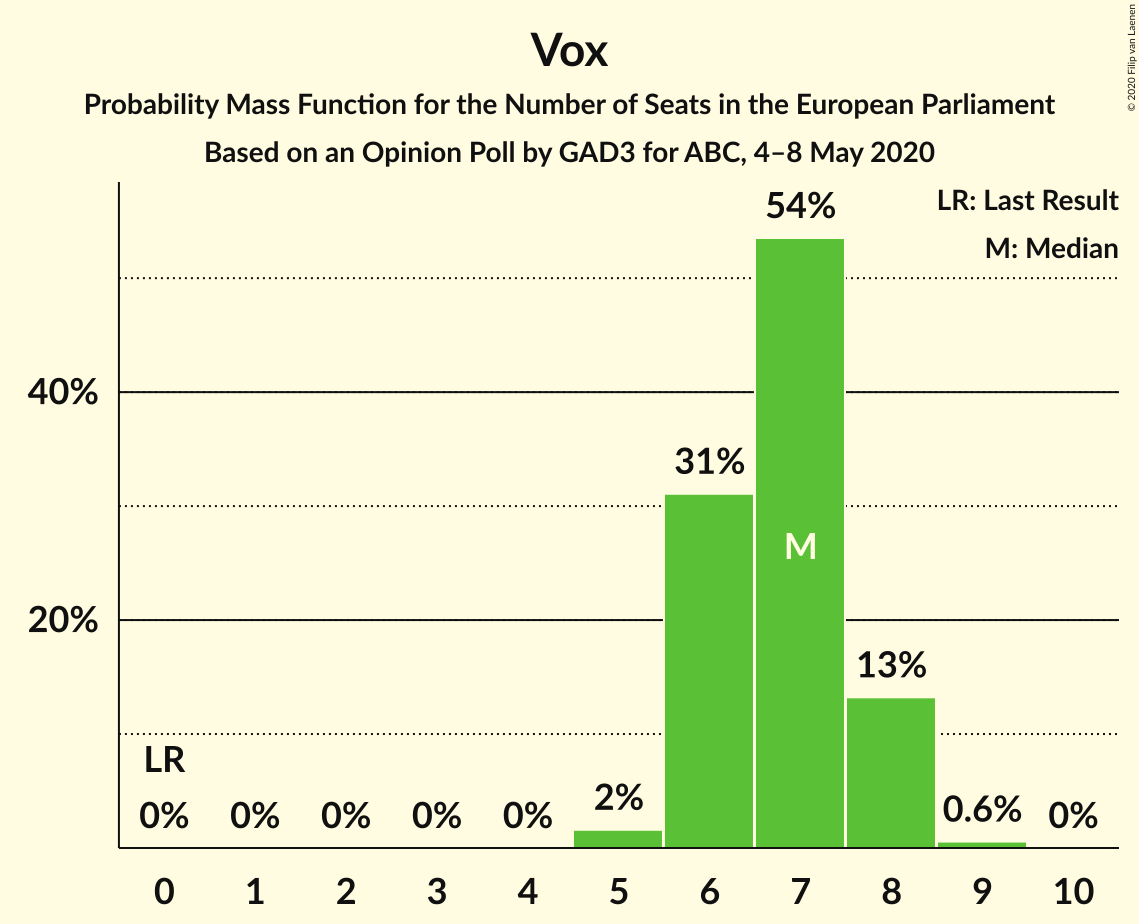 Vox
Probability Mass Function for the Number of Seats in the European Parliament
Based on an Opinion Poll by GAD3 for ABC, 4–8 May 2020
© 2020 Filip van Laenen
LR: Last Result
M: Median
54%
40%
31%
M
20%
13%
LR
0%
0%
0%
0%
0%
2%
0.6%
0%
0 1 2 3 4 5 6 7 8 9 10